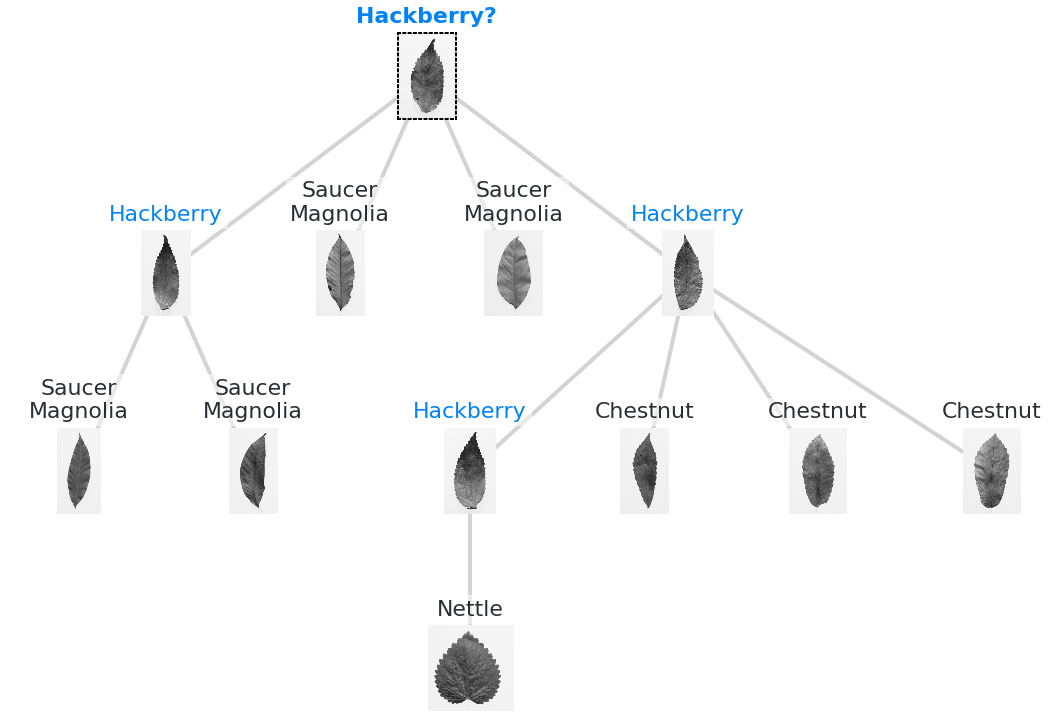 Hackberry?
Hackberry
Saucer
Magnolia
Saucer
Magnolia
Hackberry
Saucer
Magnolia
Saucer
Magnolia
Hackberry
Chestnut
Chestnut
Chestnut
Nettle